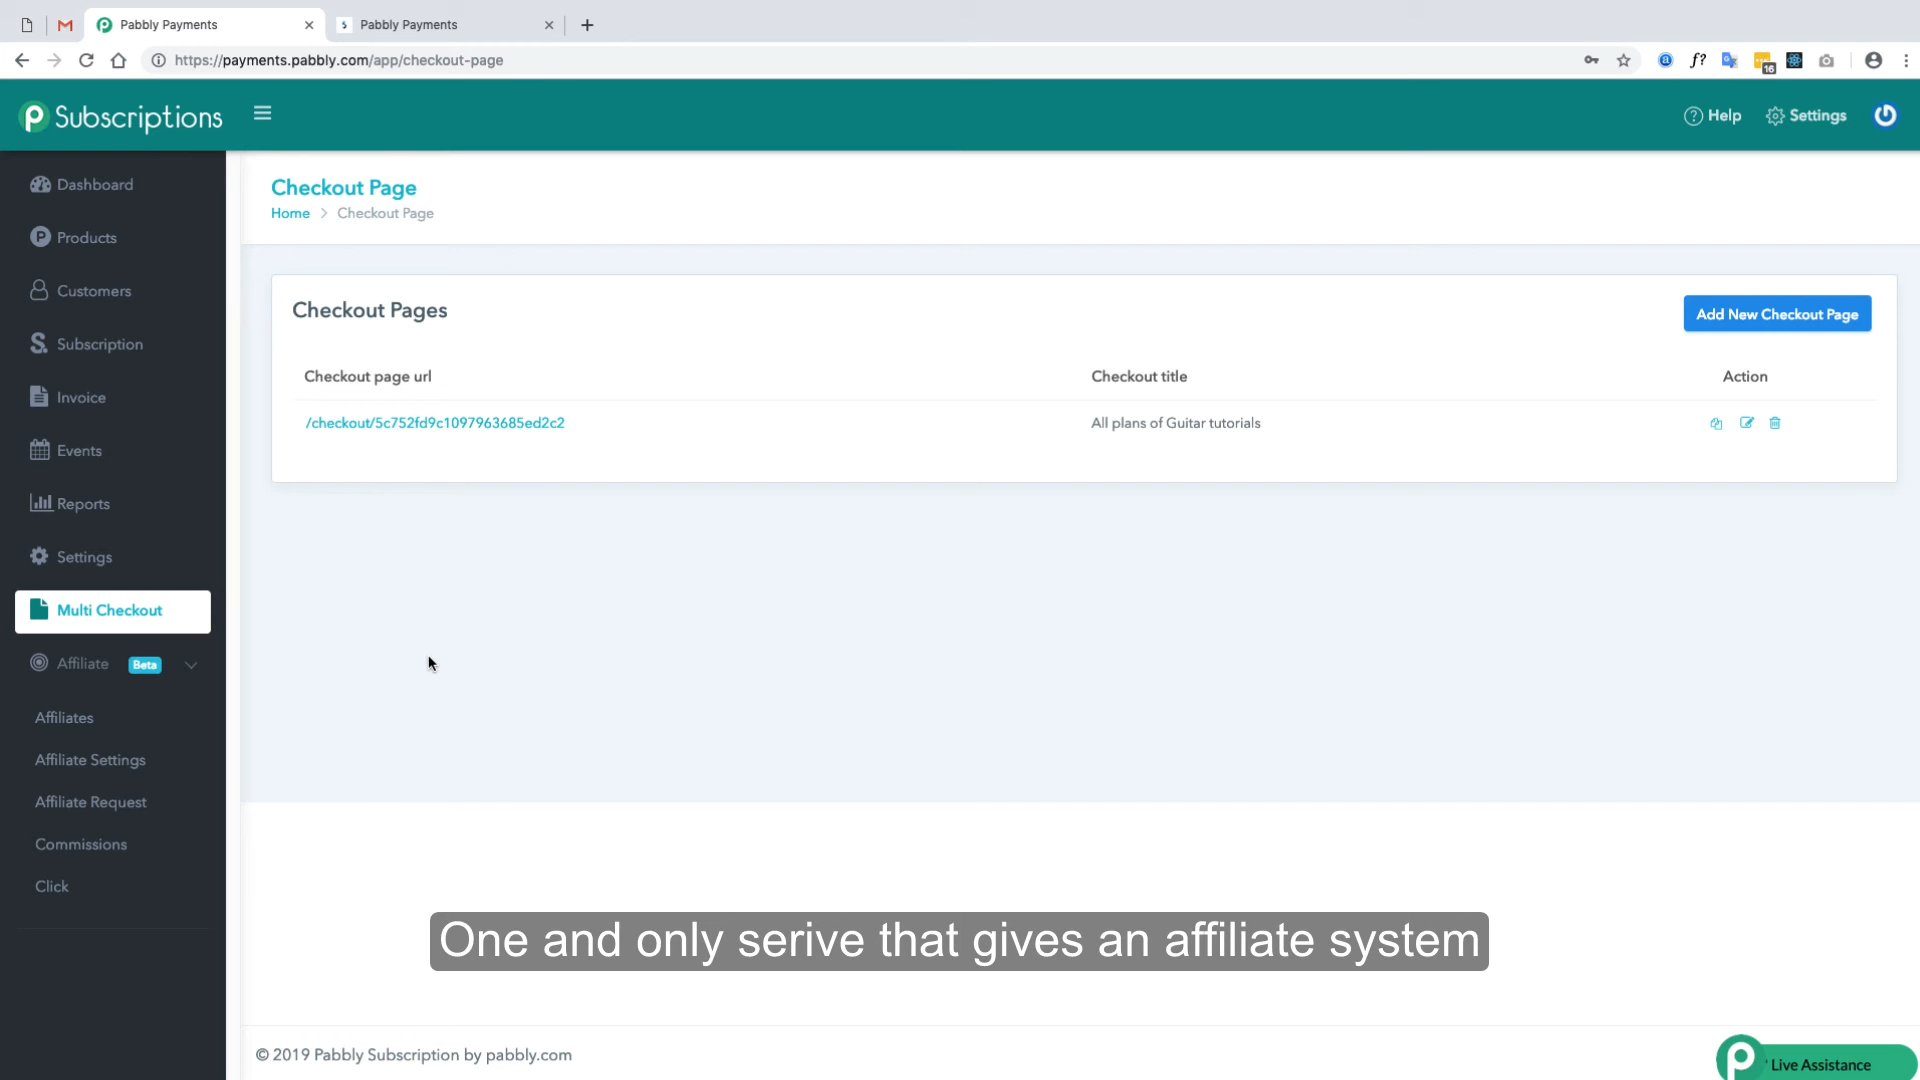 Pabbly Payments
Pabbly Payments
https://payments.pabbly.com/app/checkout-page
f?
16
Subscriptions
Help
Settings
Dashboard
Products
Customers
Subscription
Invoice
Events
Reports
Settings
Multi Checkout
Affiliate Beta
Affiliates
Affiliate Settings
Affiliate Request
Commissions
Click
Checkout Page
Home > Checkout Page
Checkout Pages
Add New Checkout Page
Checkout page url Checkout title Action
/checkout/5c752fd9c1097963685ed2c2 All plans of Guitar tutorials
One and only serive that gives an affiliate system
© 2019 Pabbly Subscription by pabbly.com
Live Assistance